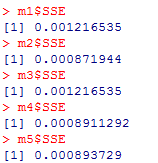 > m1$SSE
[1] 0.001216535
> m2$SSE
[1] 0.000871944
> m3$SSE
[1] 0.001216535
> m4$SSE
[1] 0.0008911292
> m5$SSE
[1] 0.000893729